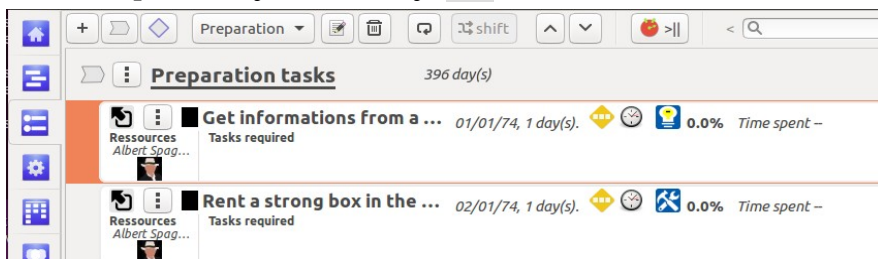 + Preparation shift >|| <
Preparation tasks 396 day(s)
Get informations from a ... 01/01/74, 1 day(s). 0.0% Time spent --
Ressources Tasks required
Albert Spag...
Rent a strong box in the ... 02/01/74, 1 day(s). 0.0% Time spent --
Ressources Tasks required
Albert Spag...